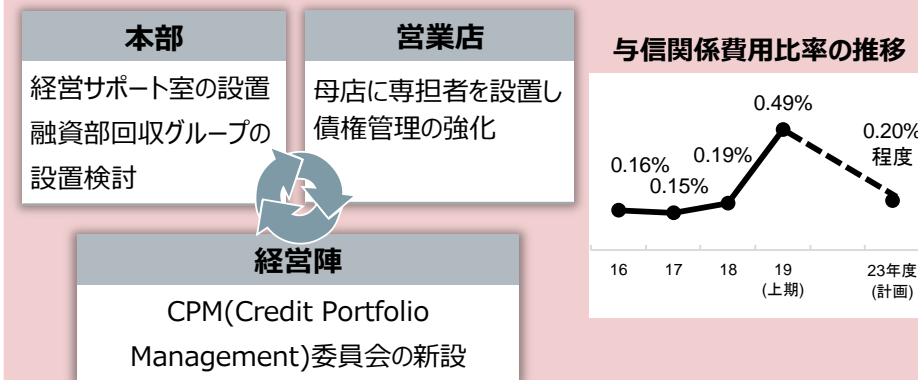 本部
経営サポート室の設置
融資部回収グループの
設置検討
営業店
母店に専担者を設置し
債権管理の強化
経営陣
CPM(Credit Portfolio
Management)委員会の新設
与信関係費用比率の推移
0.16%
0.15%
0.19%
0.49%
0.20%
程度
16
17
18
19
(上期)
23年度
(計画)